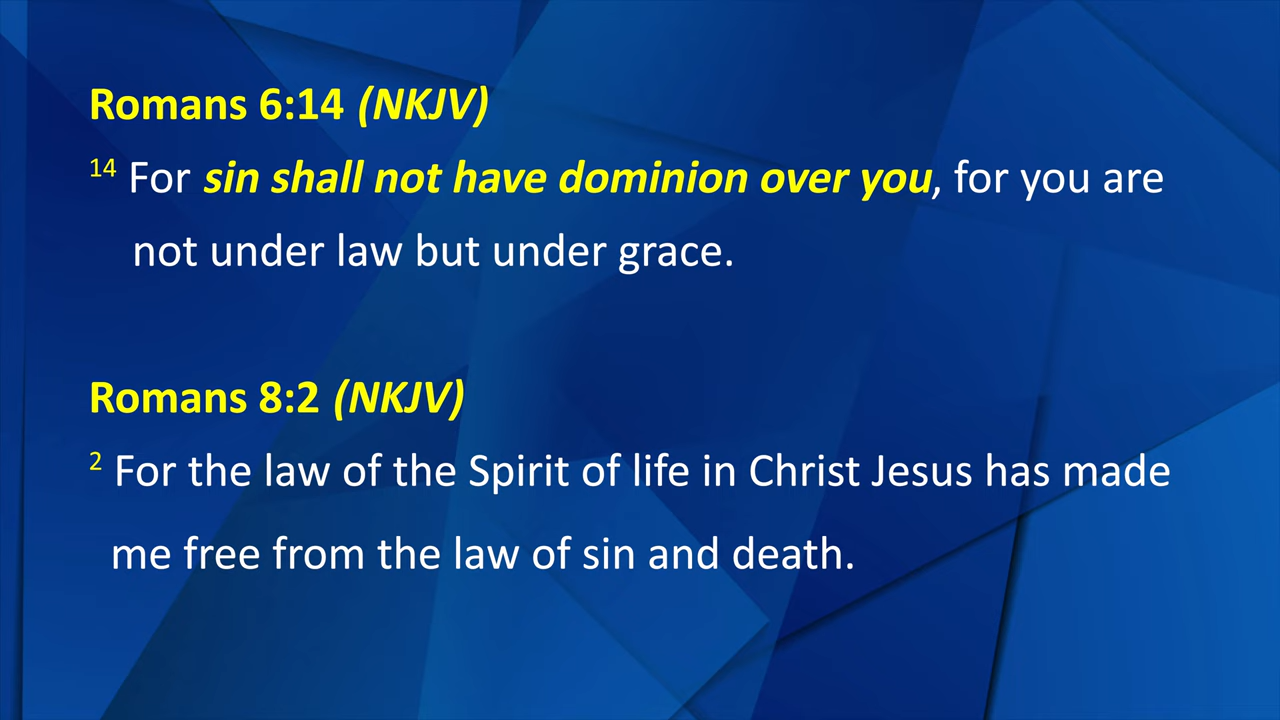 Romans 6:14 (NKJV)
14 For sin shall not have dominion over you, for you are
not under law but under grace.
Romans 8:2 (NKJV)
2 For the law of the Spirit of life in Christ Jesus has made
me free from the law of sin and death.